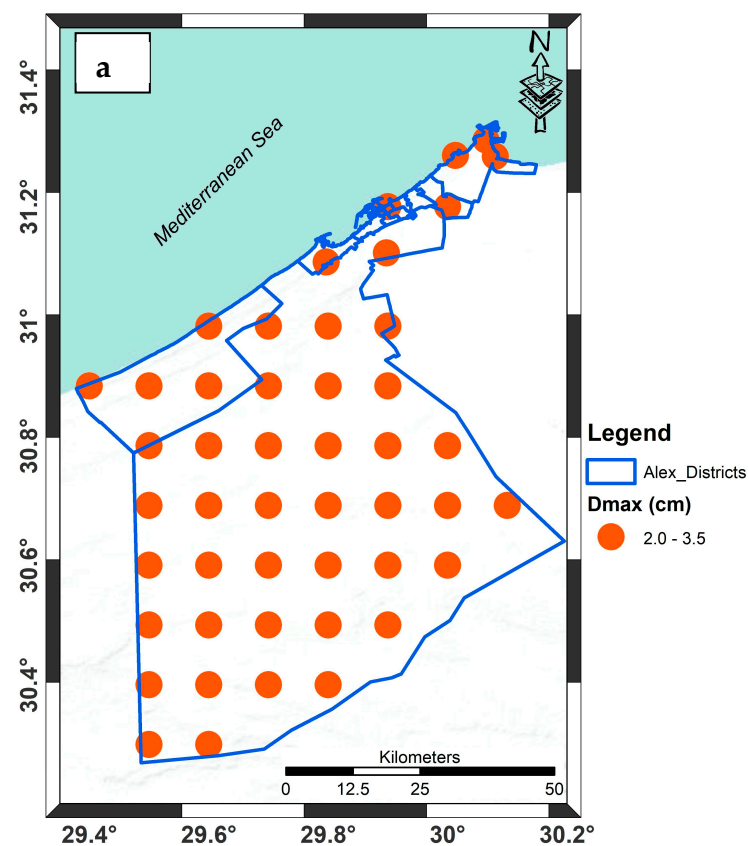 a
N
Mediterranean Sea
31.4°
31.2°
31°
30.8°
30.6°
30.4°
Legend
Alex_Districts
Dmax (cm)
2.0 - 3.5
Kilometers
0 12.5 25 50
29.4° 29.6° 29.8° 30° 30.2°